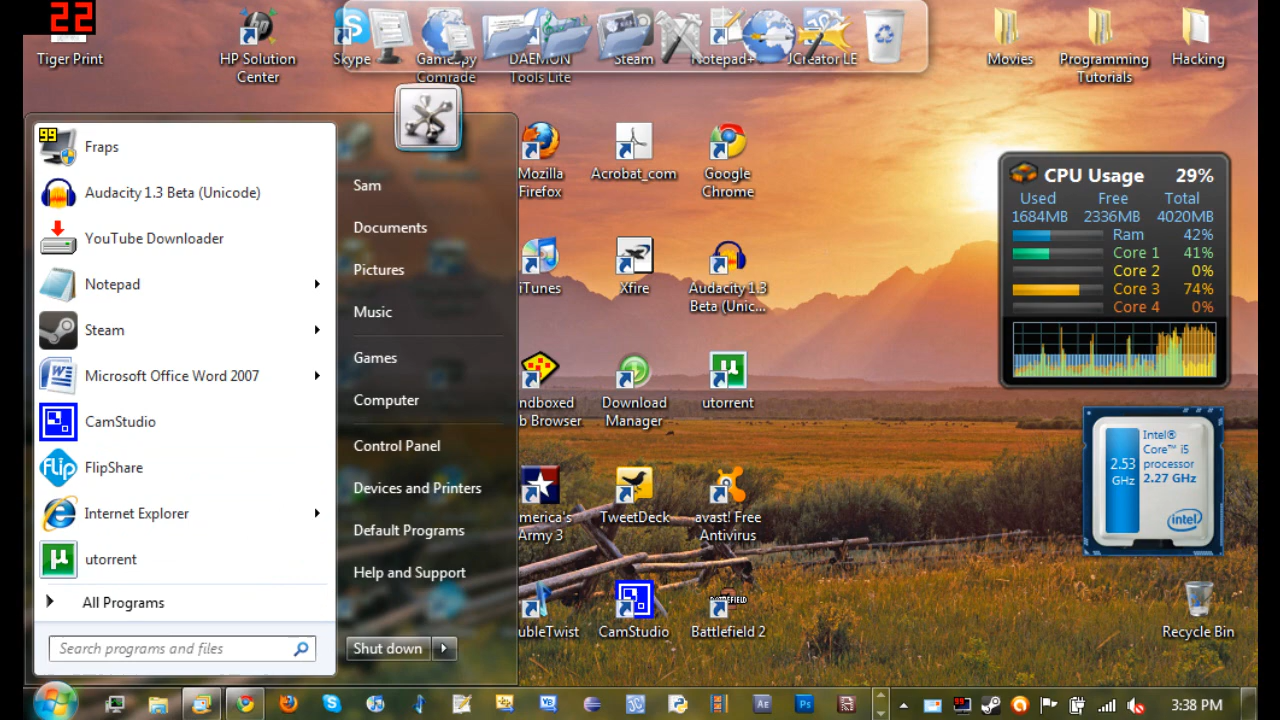 22
Tiger Print
HP Solution
Center
Skype
GameSpy
Comrade
DAEMON
Tools Lite
Steam
Notepad+
JCreator LE
Movies
Programming
Tutorials
Hacking
99
Fraps
Audacity 1.3 Beta (Unicode)
YouTube Downloader
Notepad
Steam
Microsoft Office Word 2007
CamStudio
Flip
FlipShare
Internet Explorer
utorrent
All Programs
Search programs and files
Sam
Documents
Pictures
Music
Games
Computer
Control Panel
Devices and Printers
Default Programs
Help and Support
Shut down
Mozilla
Firefox
Acrobat_com
Google
Chrome
iTunes
Xfire
Audacity 1.3
Beta (Unic...
ndboxed
b Browser
Download
Manager
utorrent
merica's
Army 3
TweetDeck
avast! Free
Antivirus
ubleTwist
CamStudio
BATTLEFIELD
Battlefield 2
CPU Usage 29%
Used Free Total
1684MB 2336MB 4020MB
Ram 42%
Core 1 41%
Core 2 0%
Core 3 74%
Core 4 0%
2.53
GHz
Intel®
Core™ i5
processor
2.27 GHz
intel
Recycle Bin
Ae
Ps
99
3:38 PM